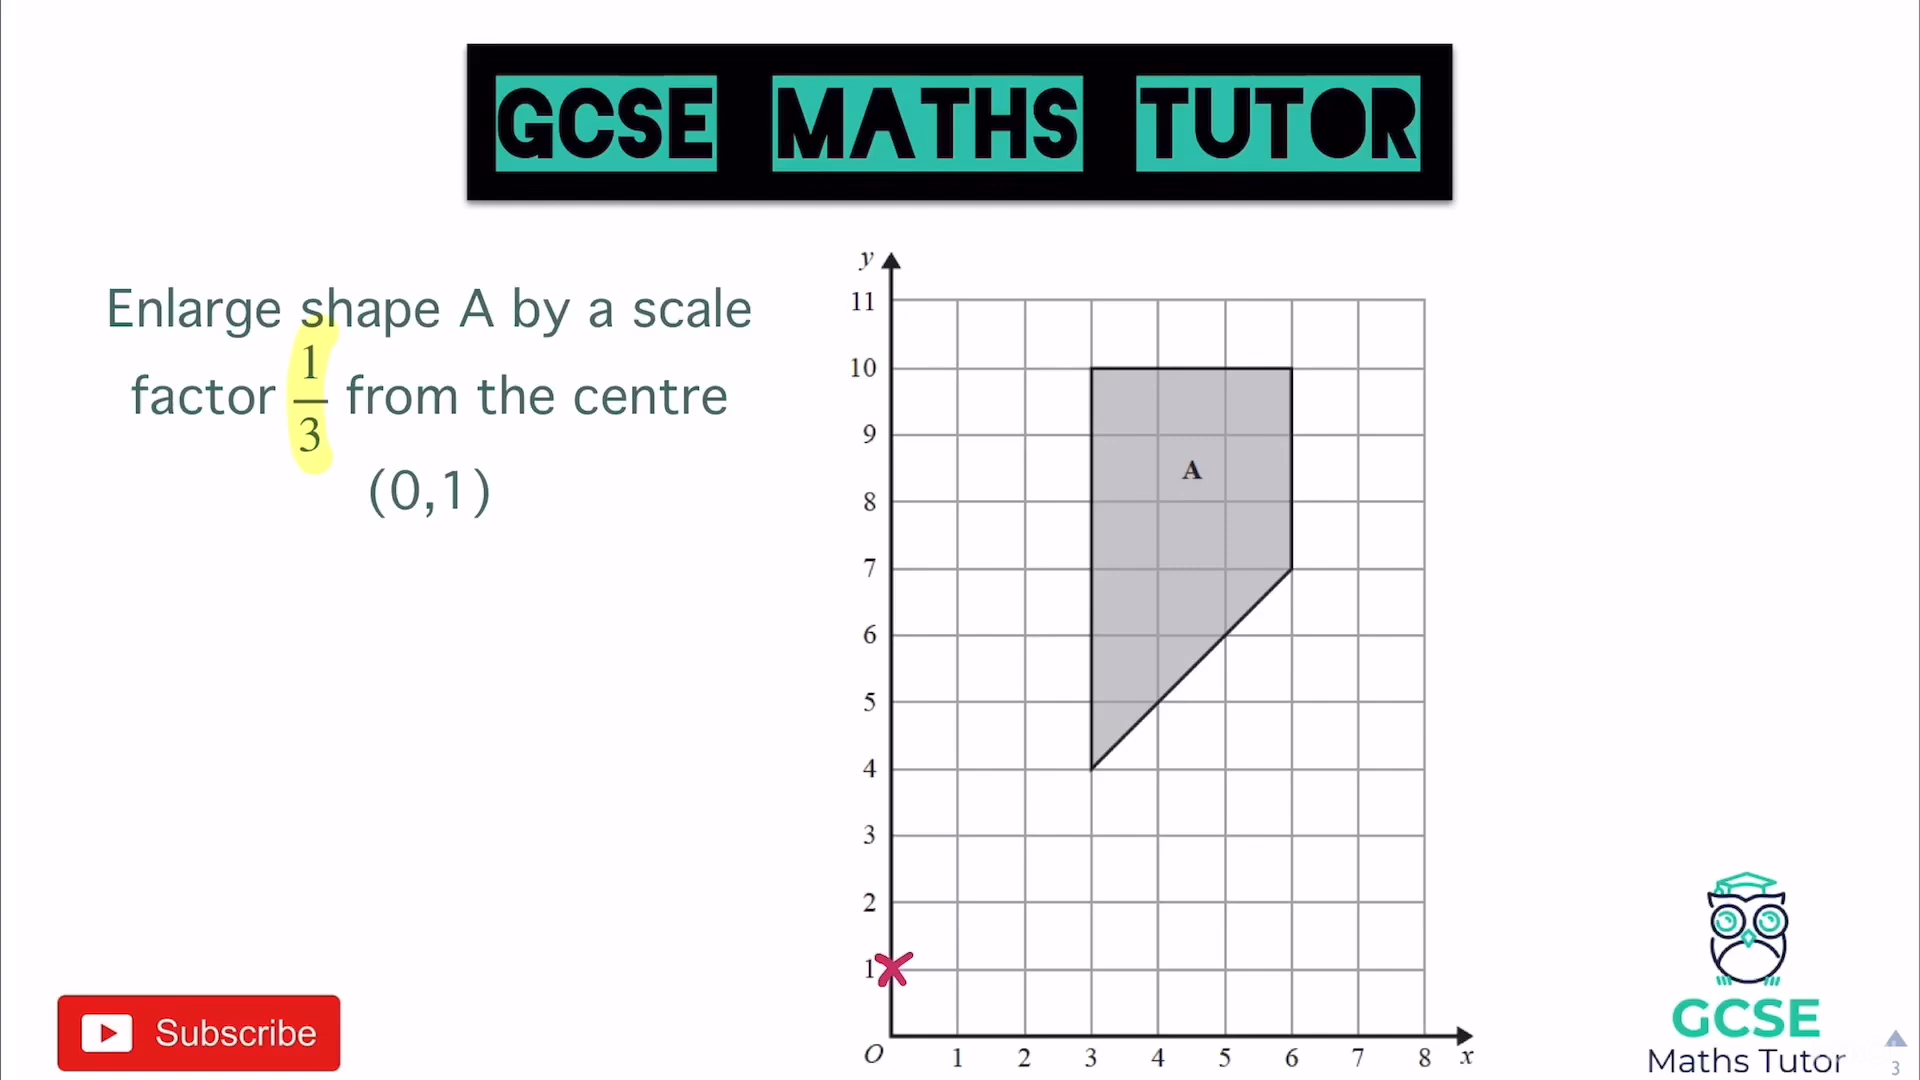 GCSE MATHS TUTOR
Enlarge shape A by a scale
factor 1/3 from the centre
(0,1)
y
11
10
9
8
7
6
5
4
3
2
1
A
O 1 2 3 4 5 6 7 8 x
Subscribe
GCSE
Maths Tutor
3